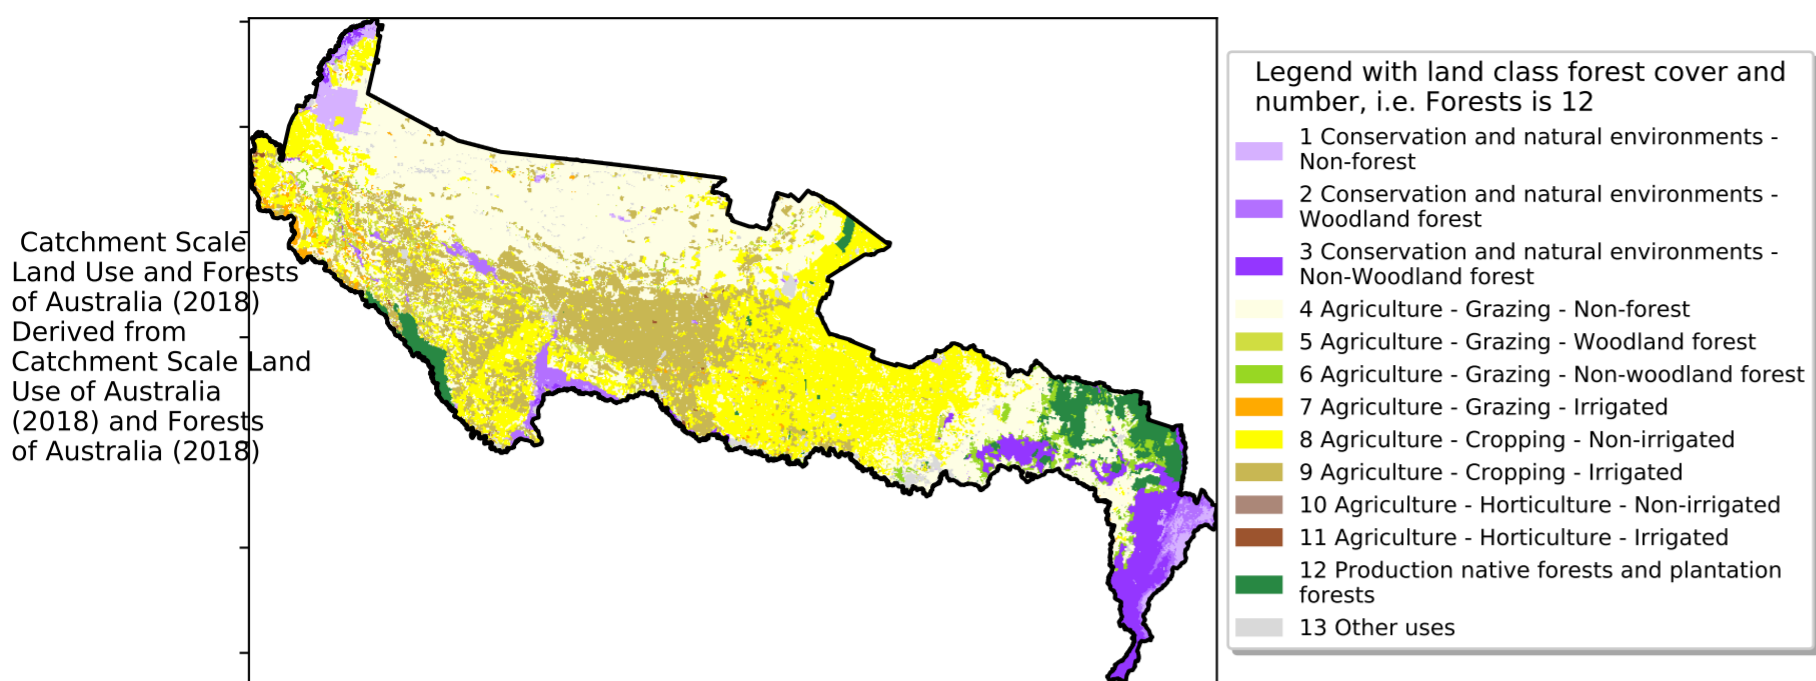 Catchment Scale
Land Use and Forests
of Australia (2018)
Derived from
Catchment Scale Land
Use of Australia
(2018) and Forests
of Australia (2018)
Legend with land class forest cover and
number, i.e. Forests is 12
1 Conservation and natural environments -
Non-forest
2 Conservation and natural environments -
Woodland forest
3 Conservation and natural environments -
Non-Woodland forest
4 Agriculture - Grazing - Non-forest
5 Agriculture - Grazing - Woodland forest
6 Agriculture - Grazing - Non-woodland forest
7 Agriculture - Grazing - Irrigated
8 Agriculture - Cropping - Non-irrigated
9 Agriculture - Cropping - Irrigated
10 Agriculture - Horticulture - Non-irrigated
11 Agriculture - Horticulture - Irrigated
12 Production native forests and plantation
forests
13 Other uses